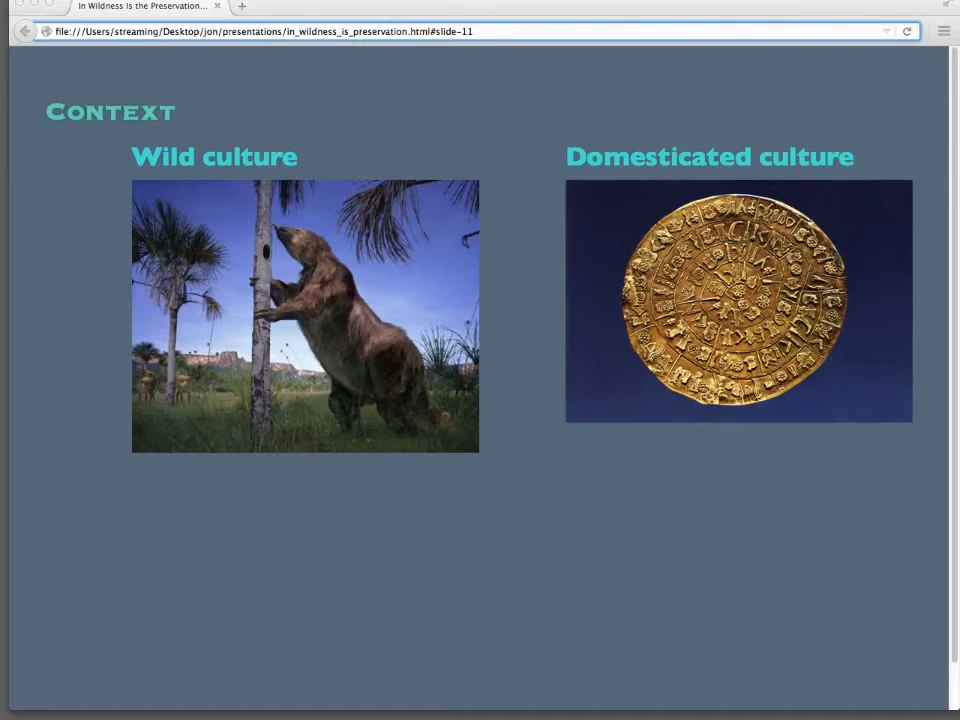 In Wildness Is the Preservation...
file:///Users/streaming/Desktop/jon/presentations/in_wildness_is_preservation.html#slide-11
Context
Wild culture
Domesticated culture